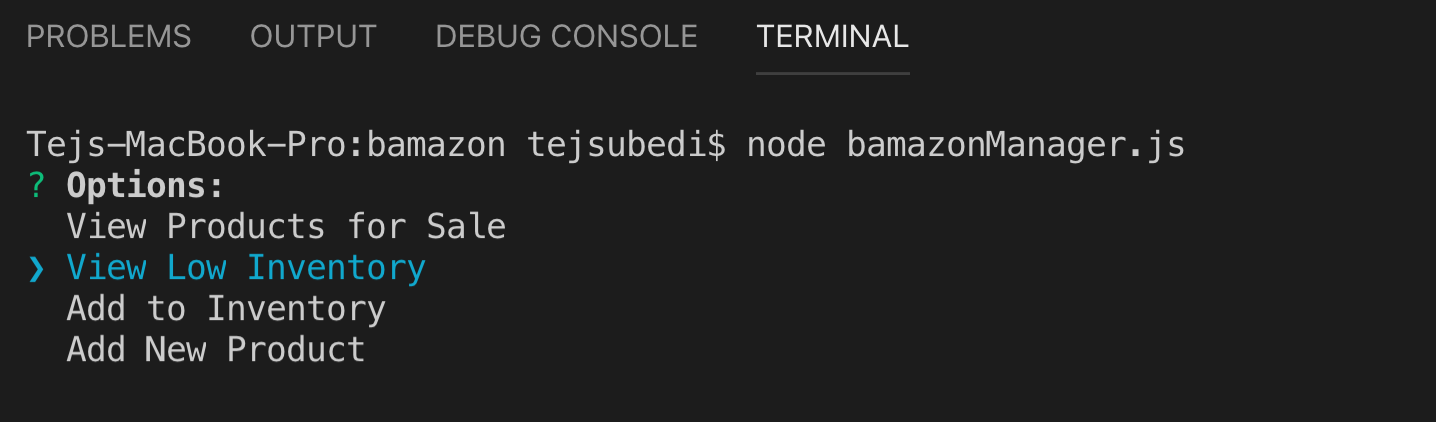 PROBLEMS OUTPUT DEBUG CONSOLE TERMINAL
Tejs-MacBook-Pro:bamazon tejsubedi$ node bamazonManager.js
? Options:
View Products for Sale
❯ View Low Inventory
Add to Inventory
Add New Product